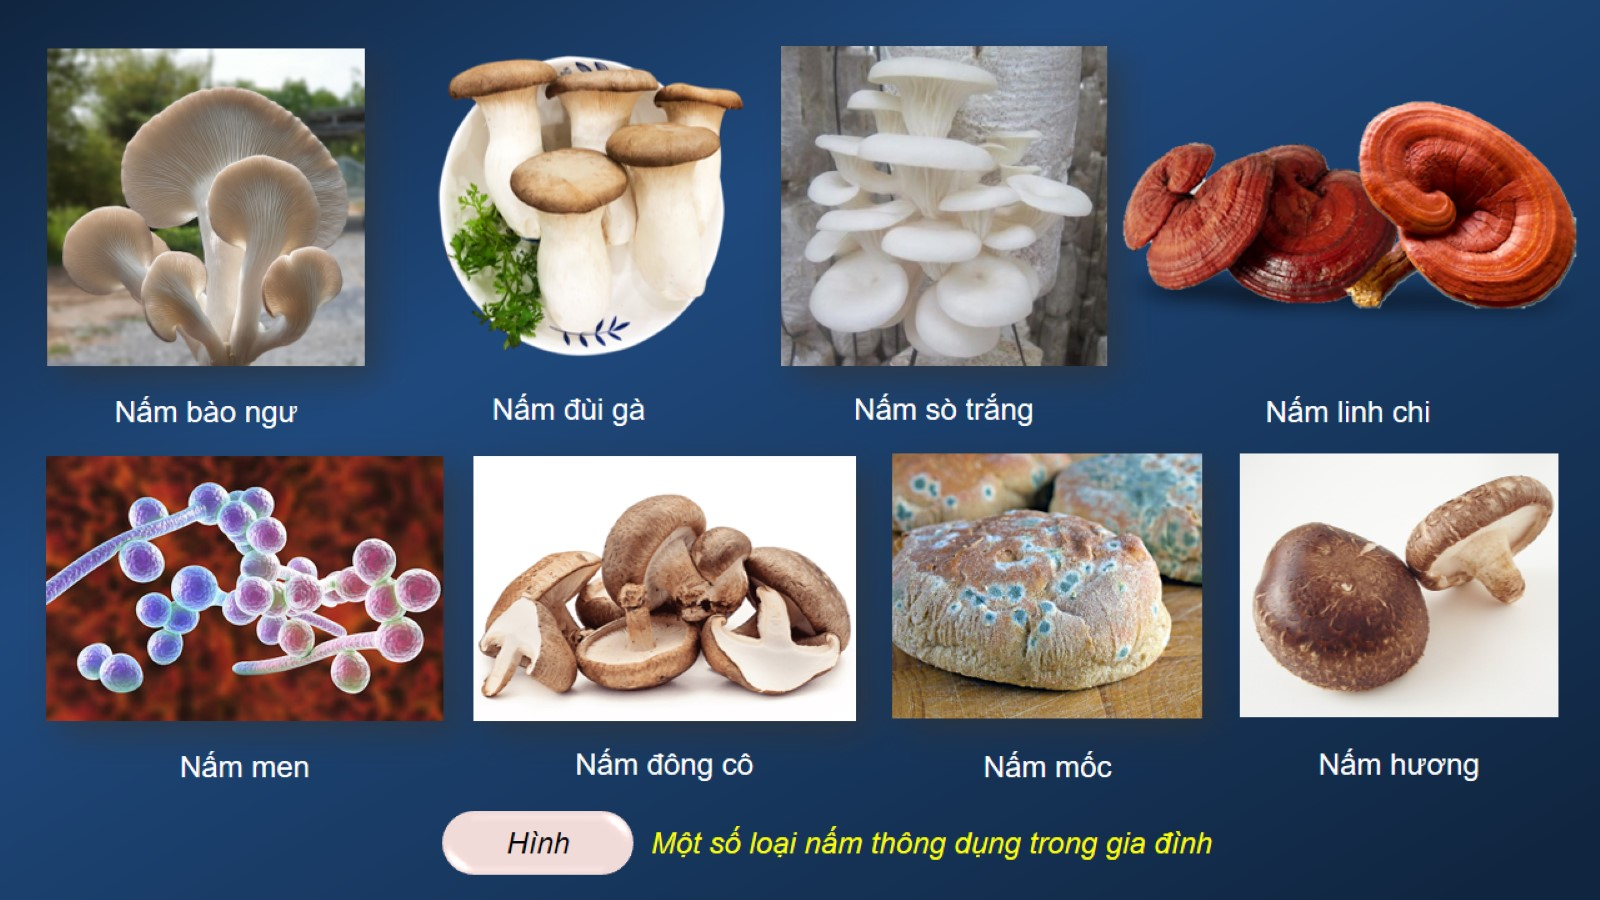 Nấm bào ngư
Nấm đùi gà
Nấm sò trắng
Nấm linh chi
Nấm men
Nấm đông cô
Nấm mốc
Nấm hương
Hình
Một số loại nấm thông dụng trong gia đình